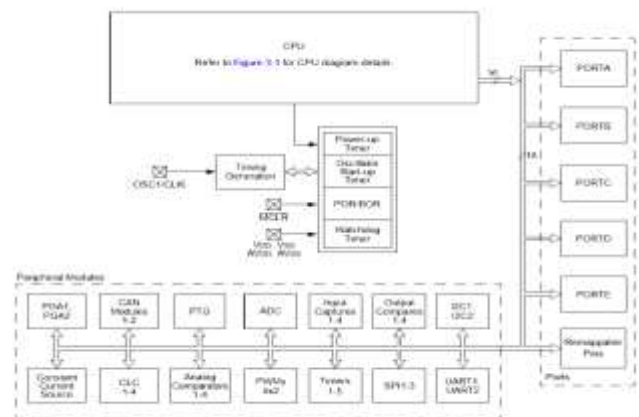 CPU
Refer to Figure 3-1 for CPU diagram details.
16
PORTA
Power-up
Timer
PORTB
Timing
Generation
Oscillator
Start-up
Timer
OSC1/CLKI
16
PORTC
POR/BOR
MCLR
Watchdog
Timer
VDD, VSS
AVDD, AVSS
PORTD
Peripheral Modules
PORTE
PGA1,
PGA2
CAN
Modules
1-2
PTG
ADC
Input
Captures
1-4
Output
Compares
1-4
I2C1
I2C2
Remappable
Pins
Constant
Current
Source
CLC
1-4
Analog
Comparators
1-4
PWMs
8x2
Timers
1-5
SPI1-3
UART1
UART2
Ports